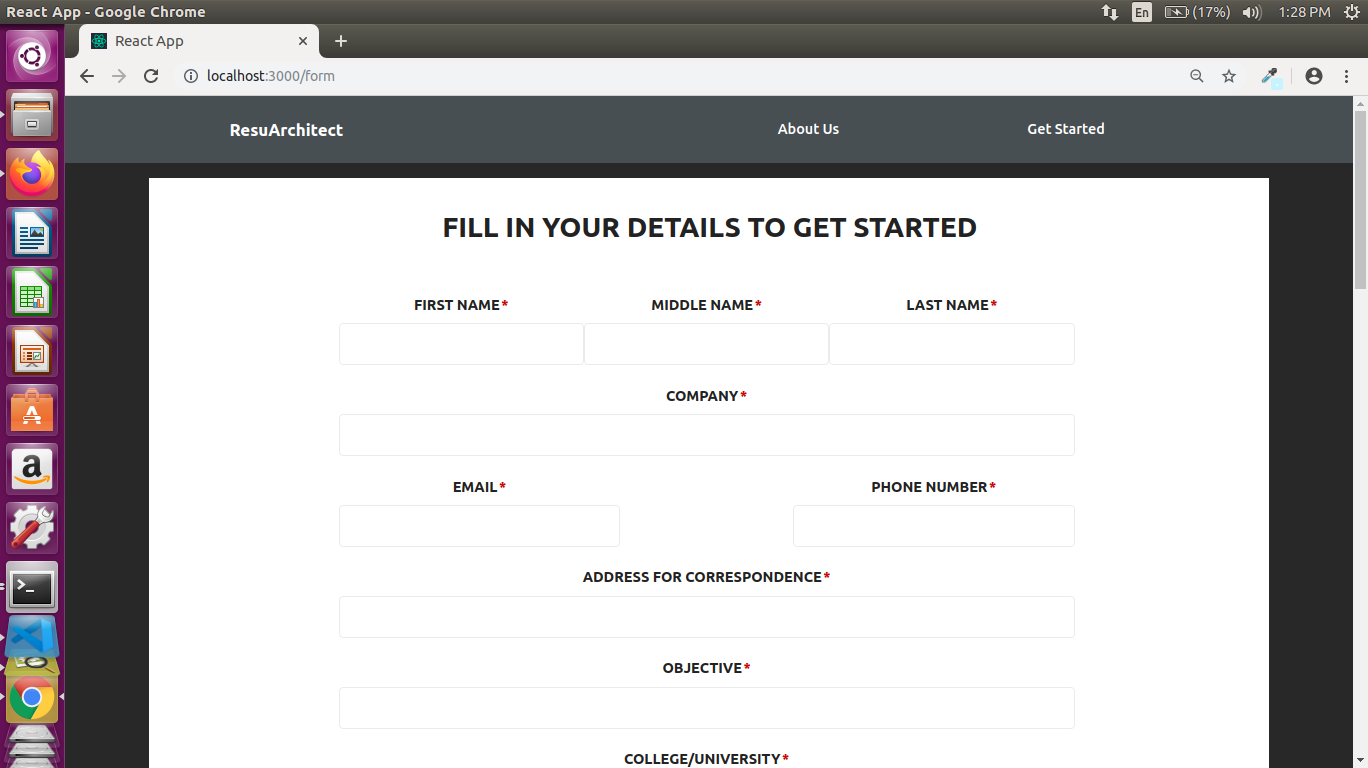 React App - Google Chrome
En (17%) 1:28 PM
React App
localhost:3000/form
ResuArchitect About Us Get Started
FILL IN YOUR DETAILS TO GET STARTED
FIRST NAME* MIDDLE NAME* LAST NAME*
COMPANY*
EMAIL* PHONE NUMBER*
ADDRESS FOR CORRESPONDENCE*
OBJECTIVE*
COLLEGE/UNIVERSITY*